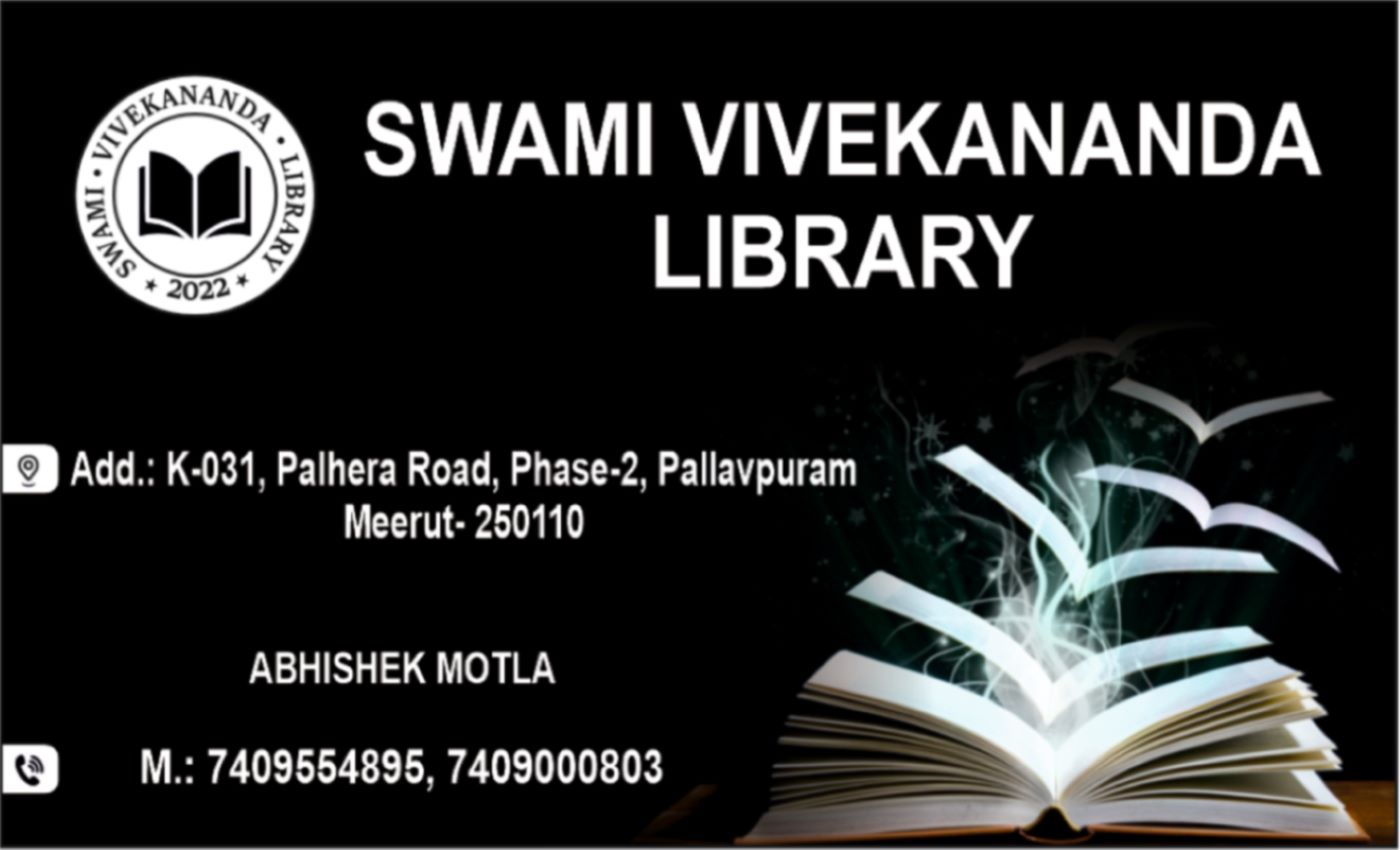 SWAMI • VIVEKANANDA • LIBRARY
★ 2022 ★
SWAMI VIVEKANANDA
LIBRARY
Add.: K-031, Palhera Road, Phase-2, Pallavpuram
Meerut- 250110
ABHISHEK MOTLA
M.: 7409554895, 7409000803